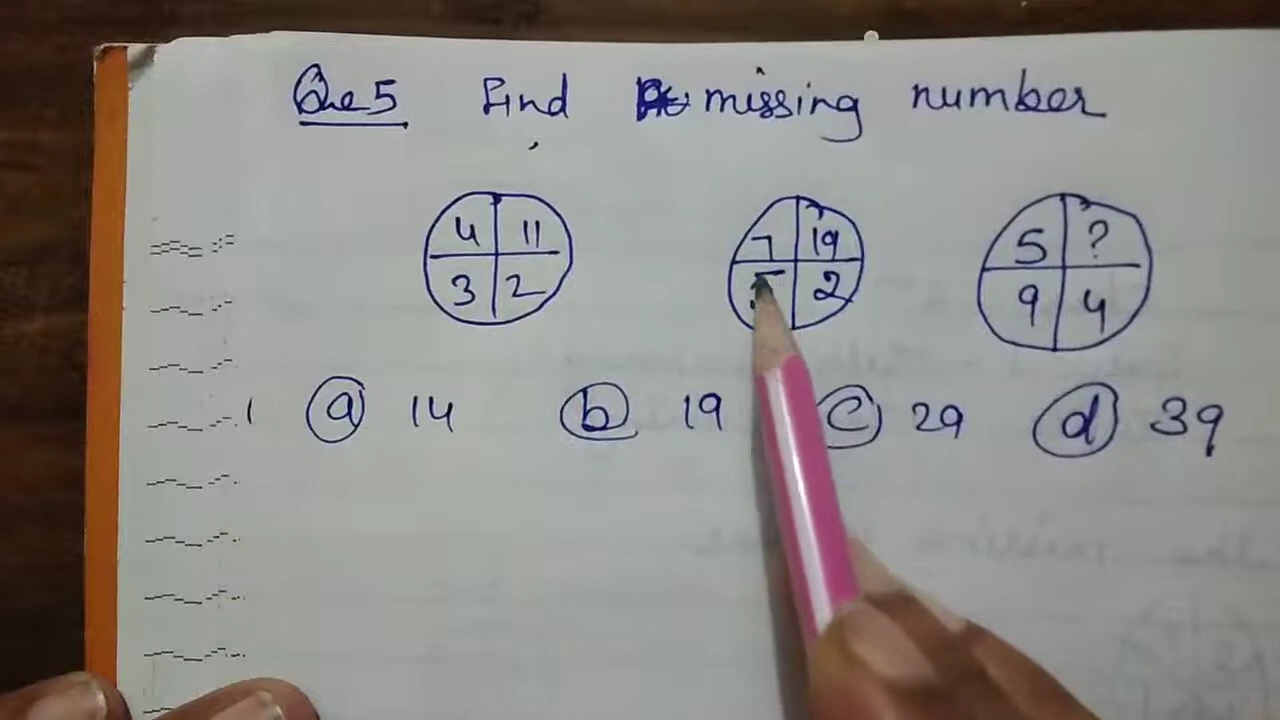 Que 5 Find missing number
4 11 7 19 5 ?
3 2 5 2 9 4
a 14 b 19 c 29 d 39